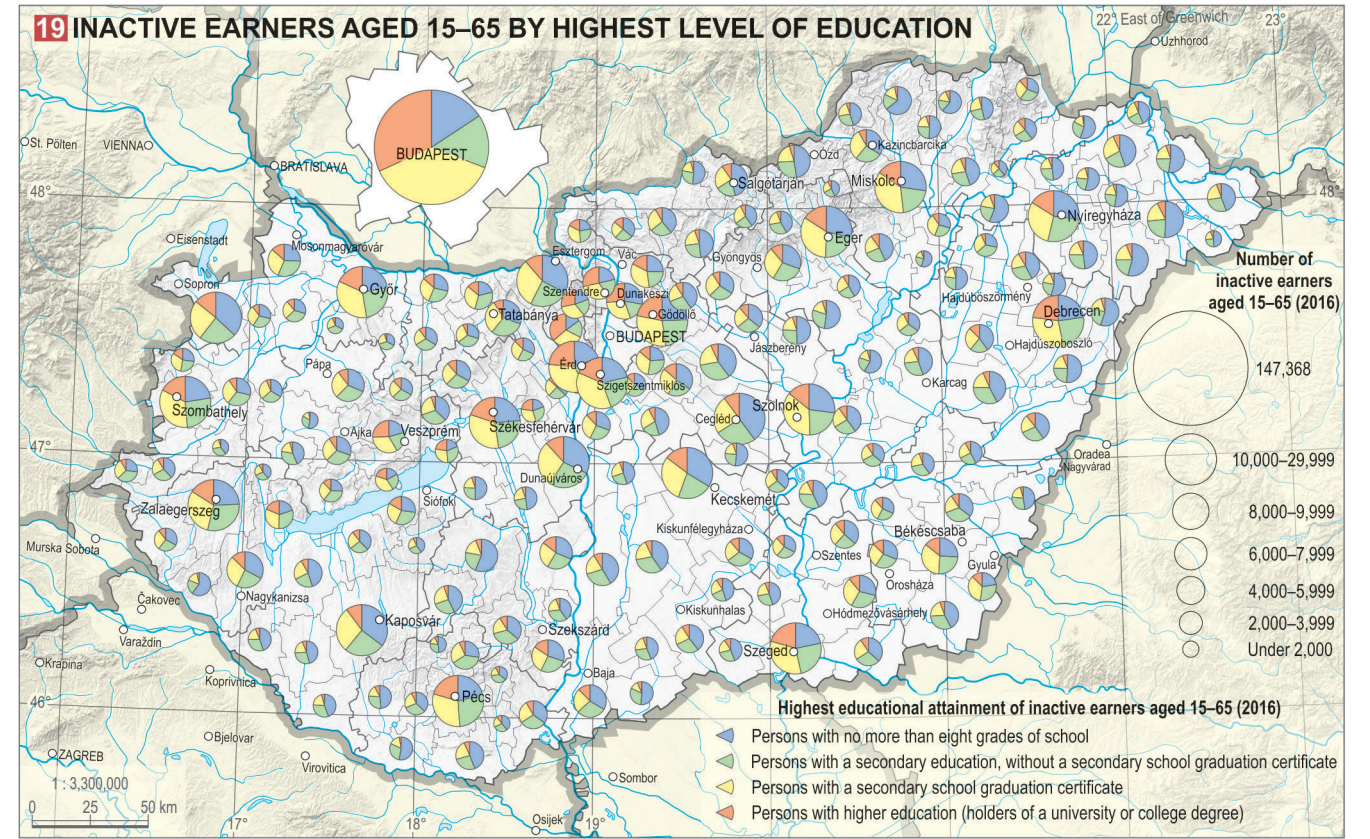 19 INACTIVE EARNERS AGED 15–65 BY HIGHEST LEVEL OF EDUCATION
22° East of Greenwich
23°
Uzhhorod
St. Pölten
VIENNA
BRATISLAVA
BUDAPEST
Ózd
Kazincbarcika
Salgótarján
Miskolc
48°
48°
Nyíregyháza
Eisenstadt
Mosonmagyaróvár
Esztergom
Vác
Gyöngyös
Eger
Sopron
Győr
Szentendre
Dunakeszi
Hajdúböszörmény
Tatabánya
Gödöllő
Debrecen
BUDAPEST
Jászberény
Hajdúszoboszló
Pápa
Érd
Szigetszentmiklós
Karcag
Szombathely
Cegléd
Szolnok
Ajka
Veszprém
Székesfehérvár
47°
47°
Oradea
Nagyvárad
Dunaújváros
Kecskemét
Zalaegerszeg
Siófok
Kiskunfélegyháza
Békéscsaba
Murska Sobota
Szentes
Gyula
Orosháza
Nagykanizsa
Čakovec
Kaposvár
Kiskunhalas
Hódmezővásárhely
Varaždin
Szekszárd
Szeged
Krapina
Koprivnica
Baja
46°
46°
Pécs
Bjelovar
ZAGREB
Virovitica
Sombor
Osijek
1 : 3,300,000
0 25 50 km
17°
18°
19°
Number of
inactive earners
aged 15–65 (2016)
147,368
10,000–29,999
8,000–9,999
6,000–7,999
4,000–5,999
2,000–3,999
Under 2,000
Highest educational attainment of inactive earners aged 15–65 (2016)
Persons with no more than eight grades of school
Persons with a secondary education, without a secondary school graduation certificate
Persons with a secondary school graduation certificate
Persons with higher education (holders of a university or college degree)